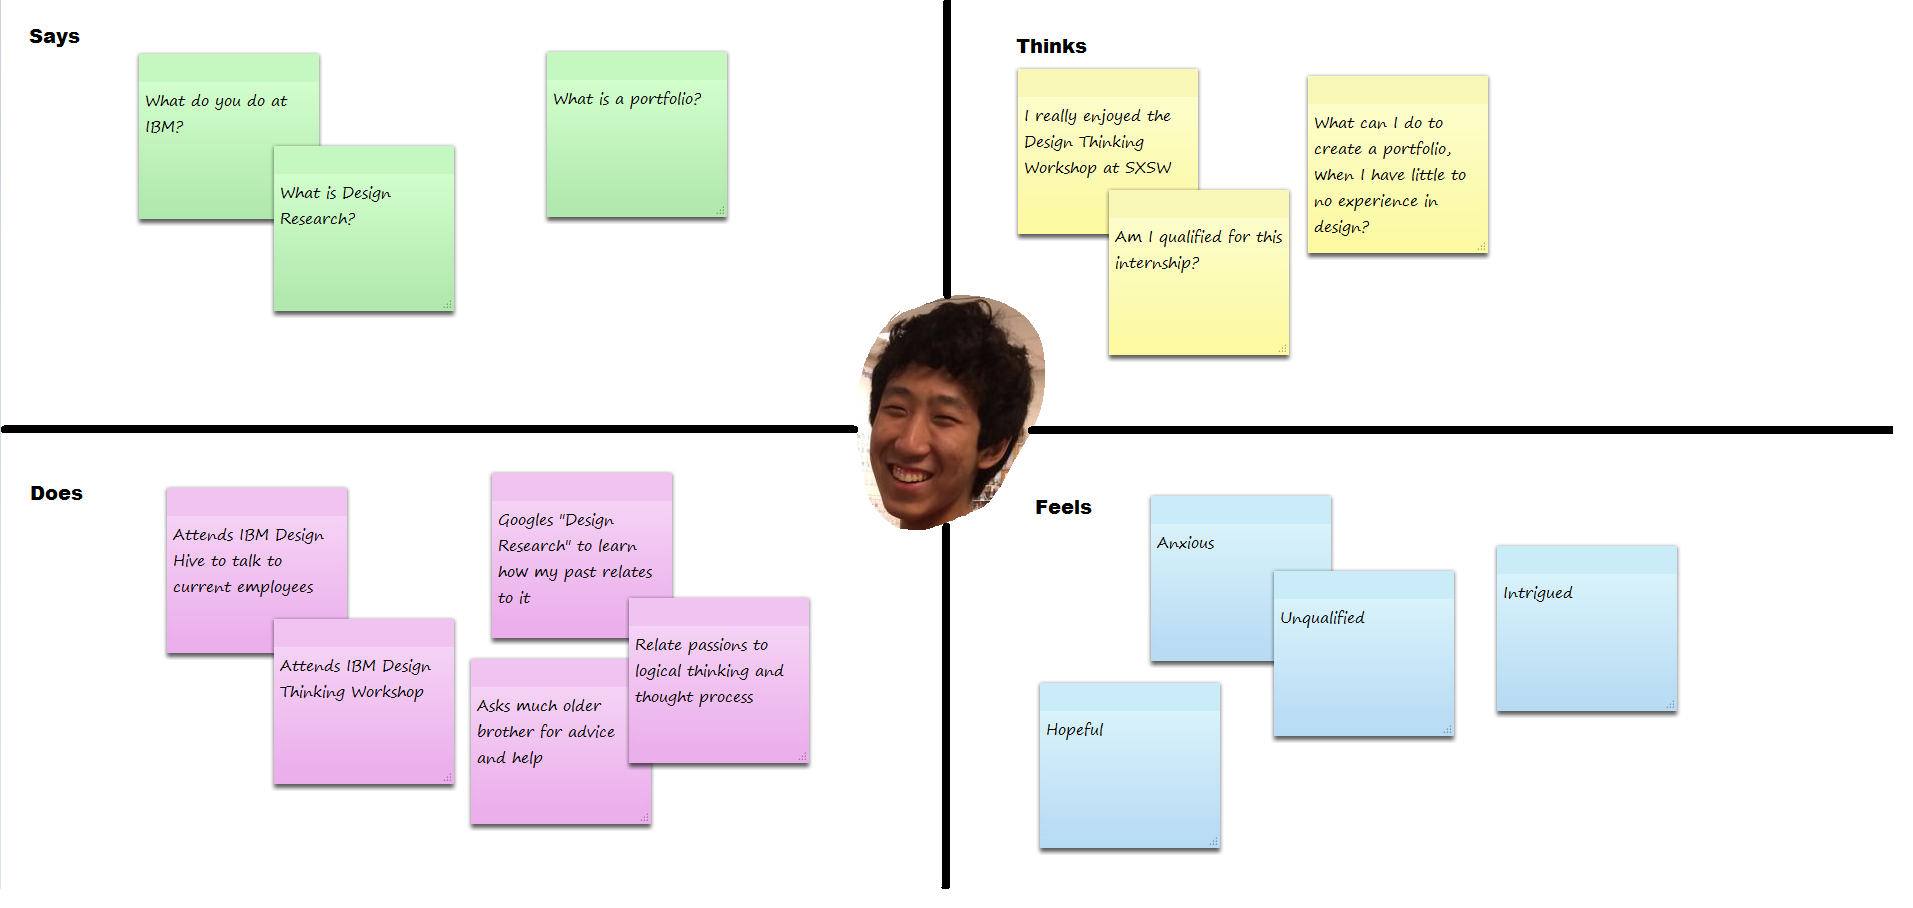 Says
What do you do at
IBM?
What is Design
Research?
What is a portfolio?
Thinks
I really enjoyed the
Design Thinking
Workshop at SXSW
Am I qualified for this
internship?
What can I do to
create a portfolio,
when I have little to
no experience in
design?
Does
Attends IBM Design
Hive to talk to
current employees
Attends IBM Design
Thinking Workshop
Googles "Design
Research" to learn
how my past relates
to it
Relate passions to
logical thinking and
thought process
Asks much older
brother for advice
and help
Feels
Anxious
Unqualified
Intrigued
Hopeful